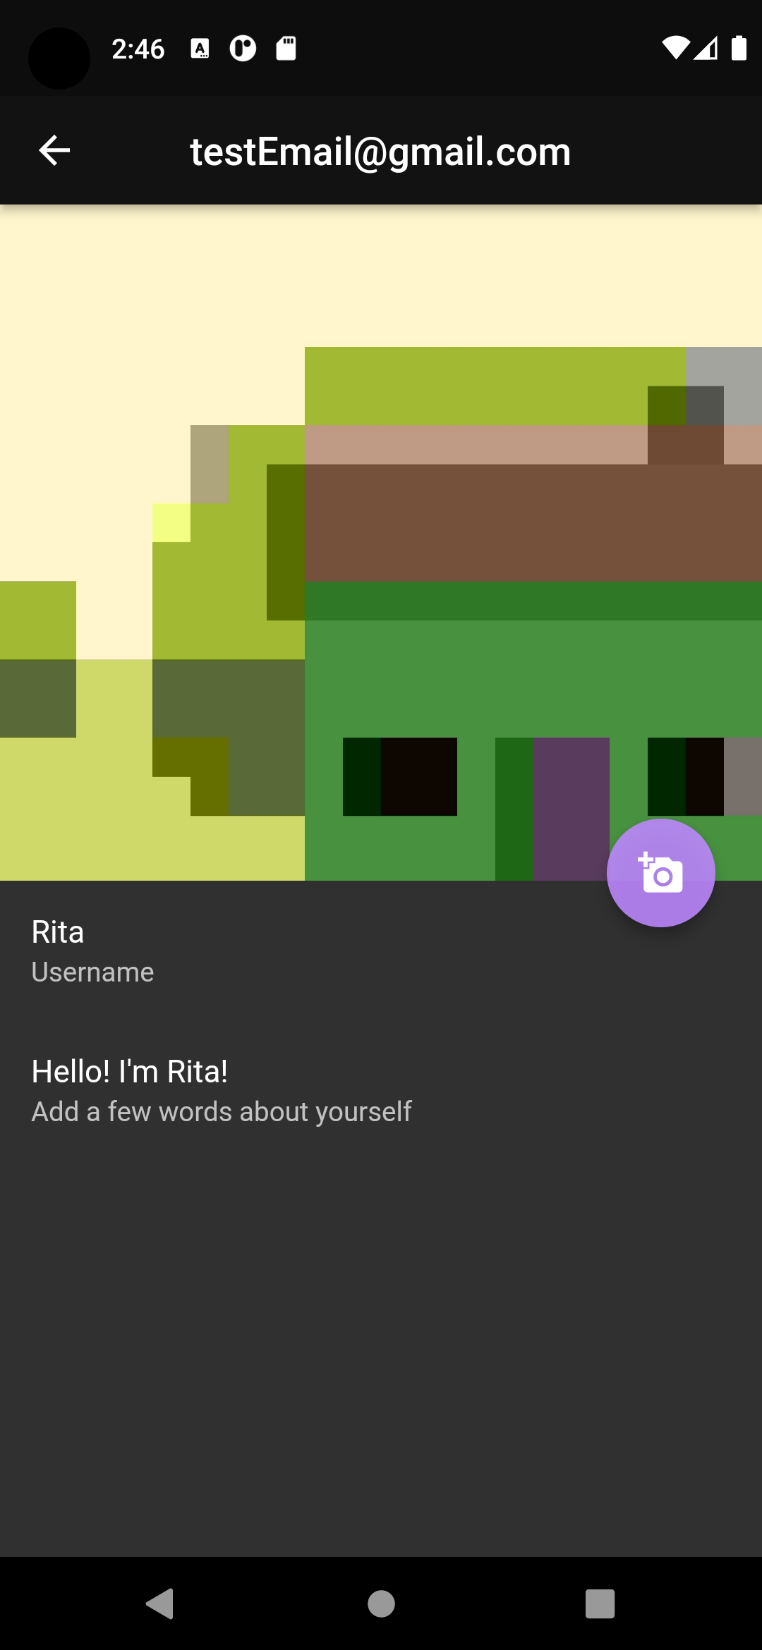 2:46
testEmail@gmail.com
Rita
Username
Hello! I'm Rita!
Add a few words about yourself